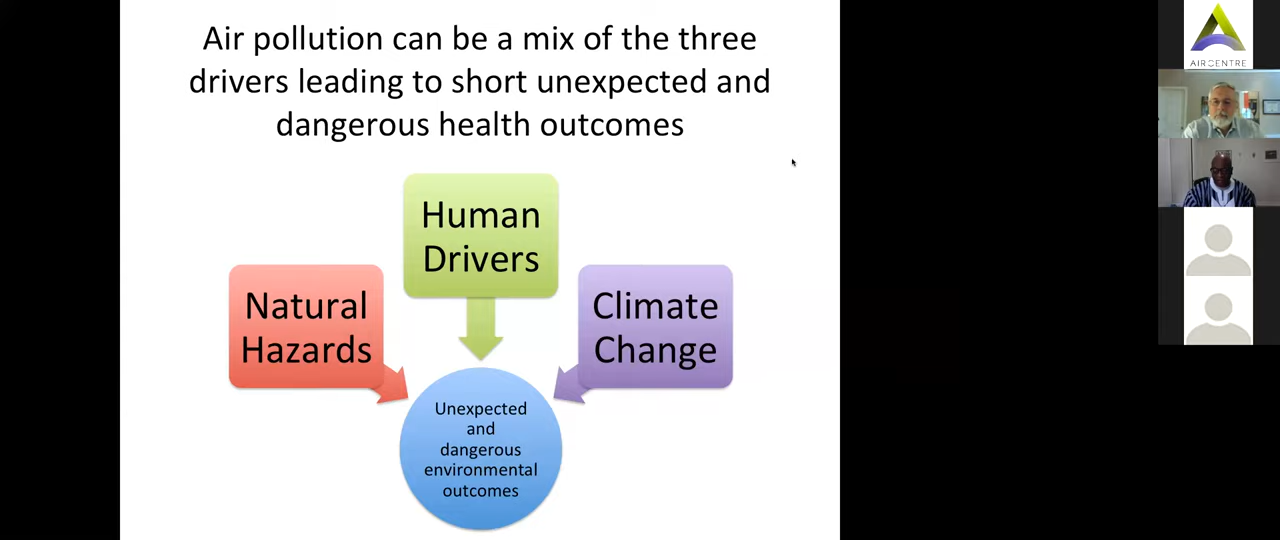 Air pollution can be a mix of the three
drivers leading to short unexpected and
dangerous health outcomes
Human
Drivers
Natural
Hazards
Climate
Change
Unexpected
and
dangerous
environmental
outcomes
AIRCENTRE